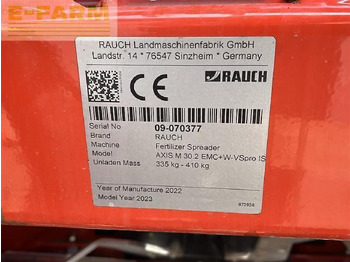 E-FARM
RAUCH Landmaschinenfabrik GmbH
Landstr. 14 * 76547 Sinzheim * Germany
CE
RAUCH
Serial No 09-070377
Brand RAUCH
Machine Fertilizer Spreader
Model AXIS M 30.2 EMC+W-VSpro IS
Unladen Mass 335 kg - 410 kg
Year of Manufacture 2022
Model Year 2023